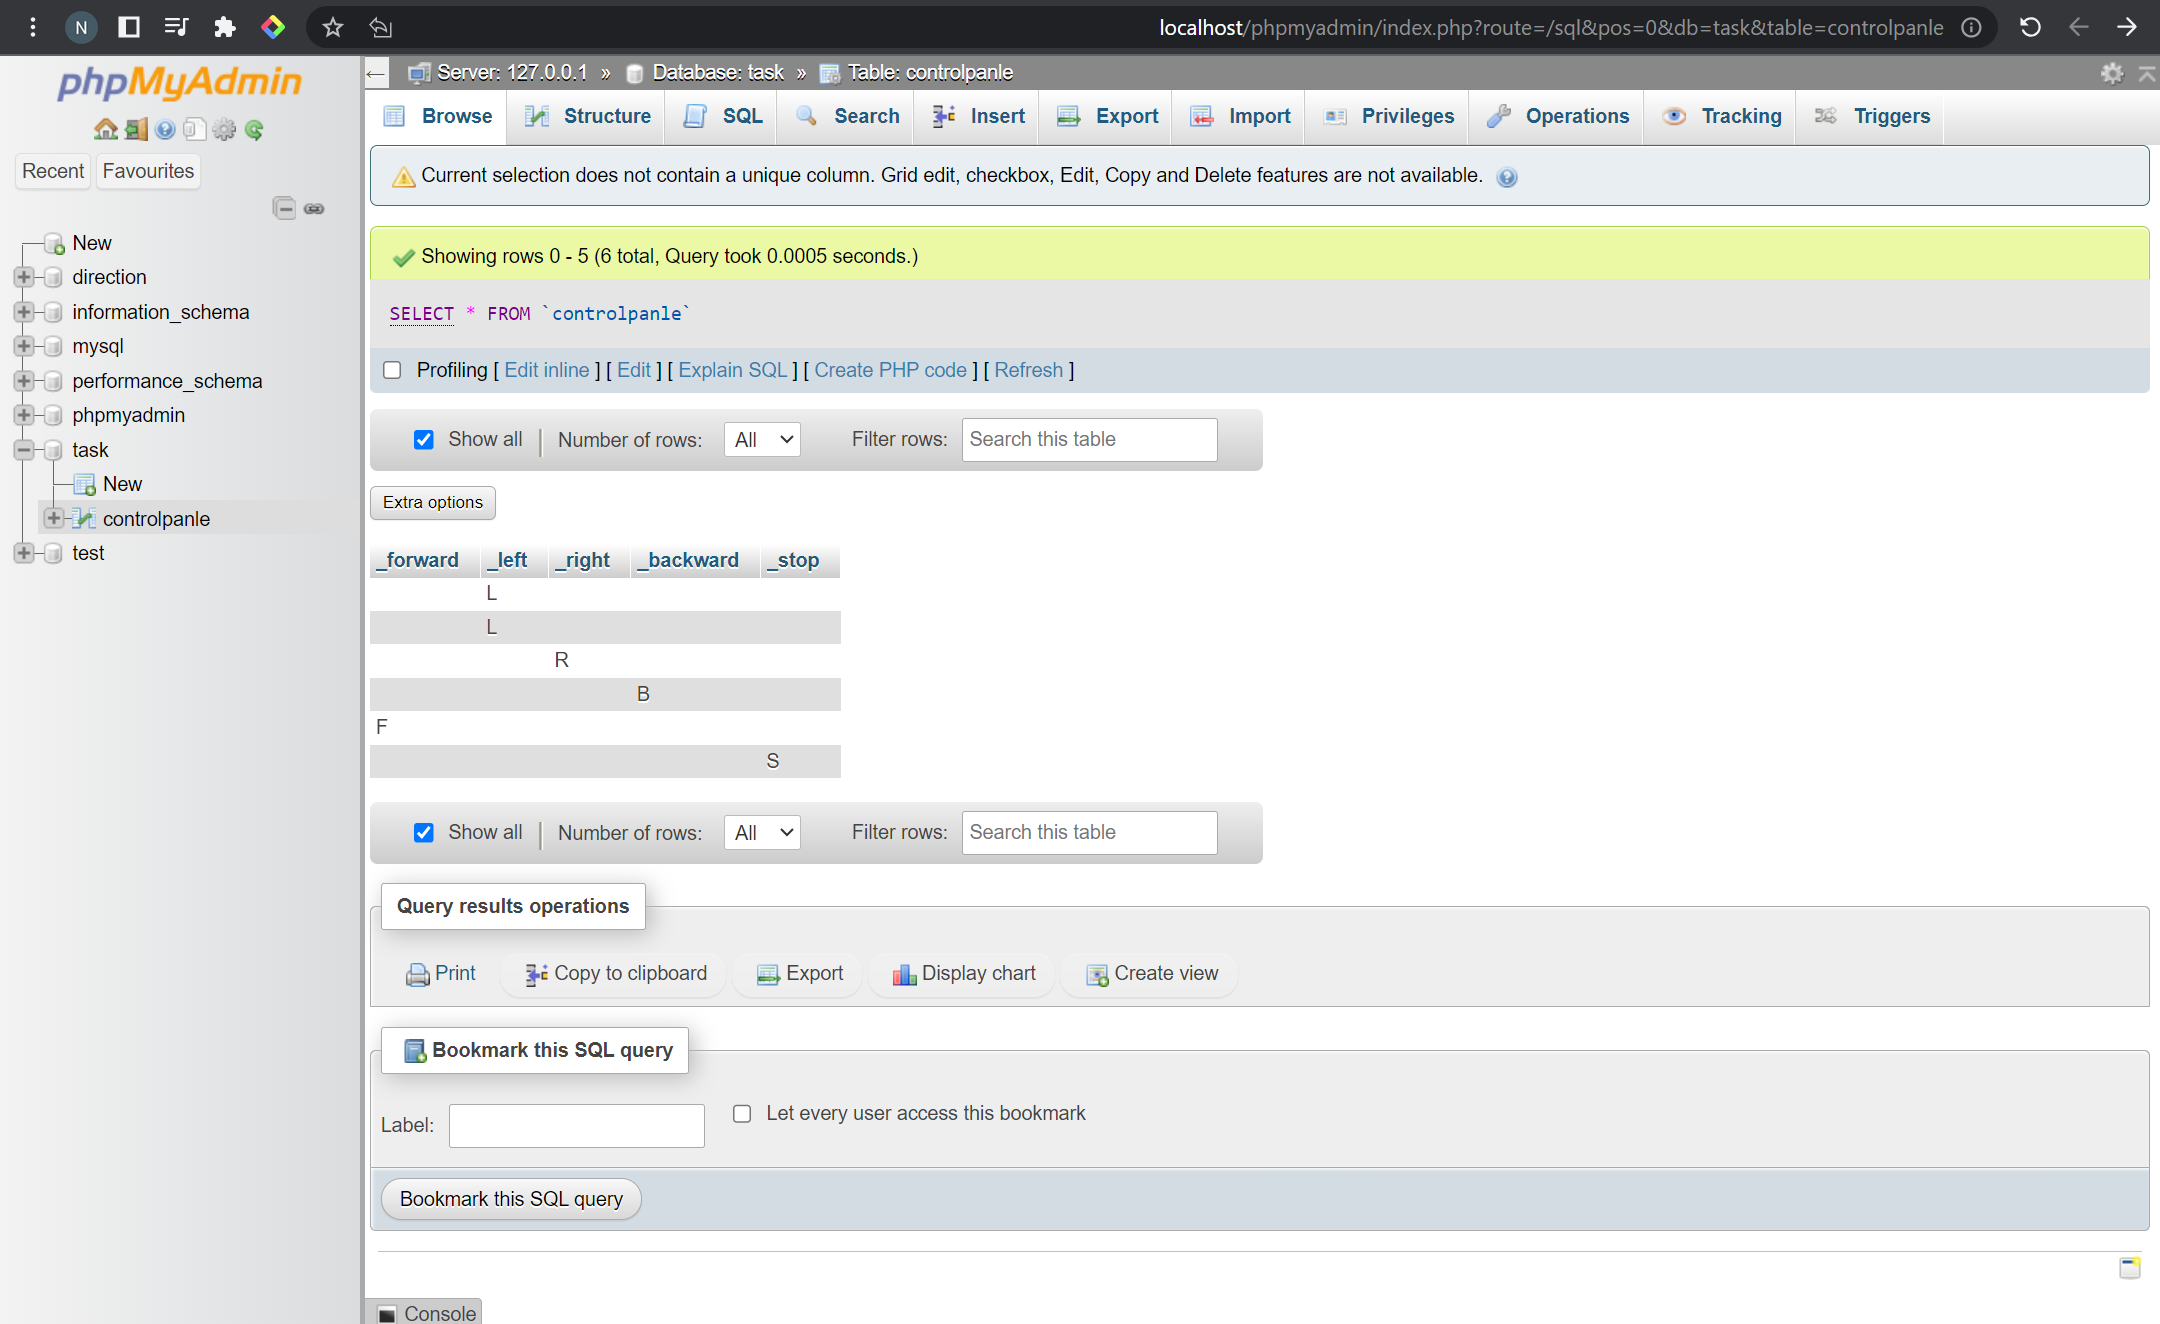 N
localhost/phpmyadmin/index.php?route=/sql&pos=0&db=task&table=controlpanle
phpMyAdmin
Recent Favourites
New
direction
information_schema
mysql
performance_schema
phpmyadmin
task
New
controlpanle
test
Server: 127.0.0.1 » Database: task » Table: controlpanle
Browse Structure SQL Search Insert Export Import Privileges Operations Tracking Triggers
Current selection does not contain a unique column. Grid edit, checkbox, Edit, Copy and Delete features are not available.
Showing rows 0 - 5 (6 total, Query took 0.0005 seconds.)
SELECT * FROM `controlpanle`
Profiling [ Edit inline ] [ Edit ] [ Explain SQL ] [ Create PHP code ] [ Refresh ]
Show all Number of rows: All Filter rows: Search this table
Extra options
_forward _left _right _backward _stop
L
L
R
B
F
S
Show all Number of rows: All Filter rows: Search this table
Query results operations
Print Copy to clipboard Export Display chart Create view
Bookmark this SQL query
Label: Let every user access this bookmark
Bookmark this SQL query
Console